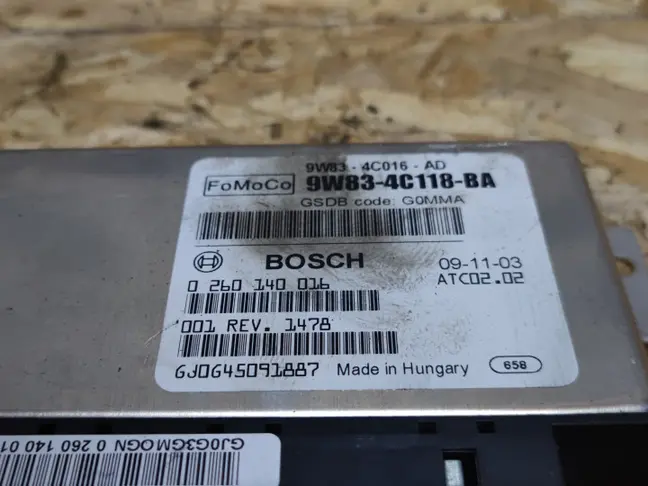 9W83 - 4C016 - AD
FoMoCo 9W83-4C118-BA
GSDB code: G0MMA
BOSCH 09-11-03
0 260 140 016 ATC02.02
001 REV. 1478
6J0645091887 Made in Hungary 658
GJ0G3GMOGN 0 260 140 01